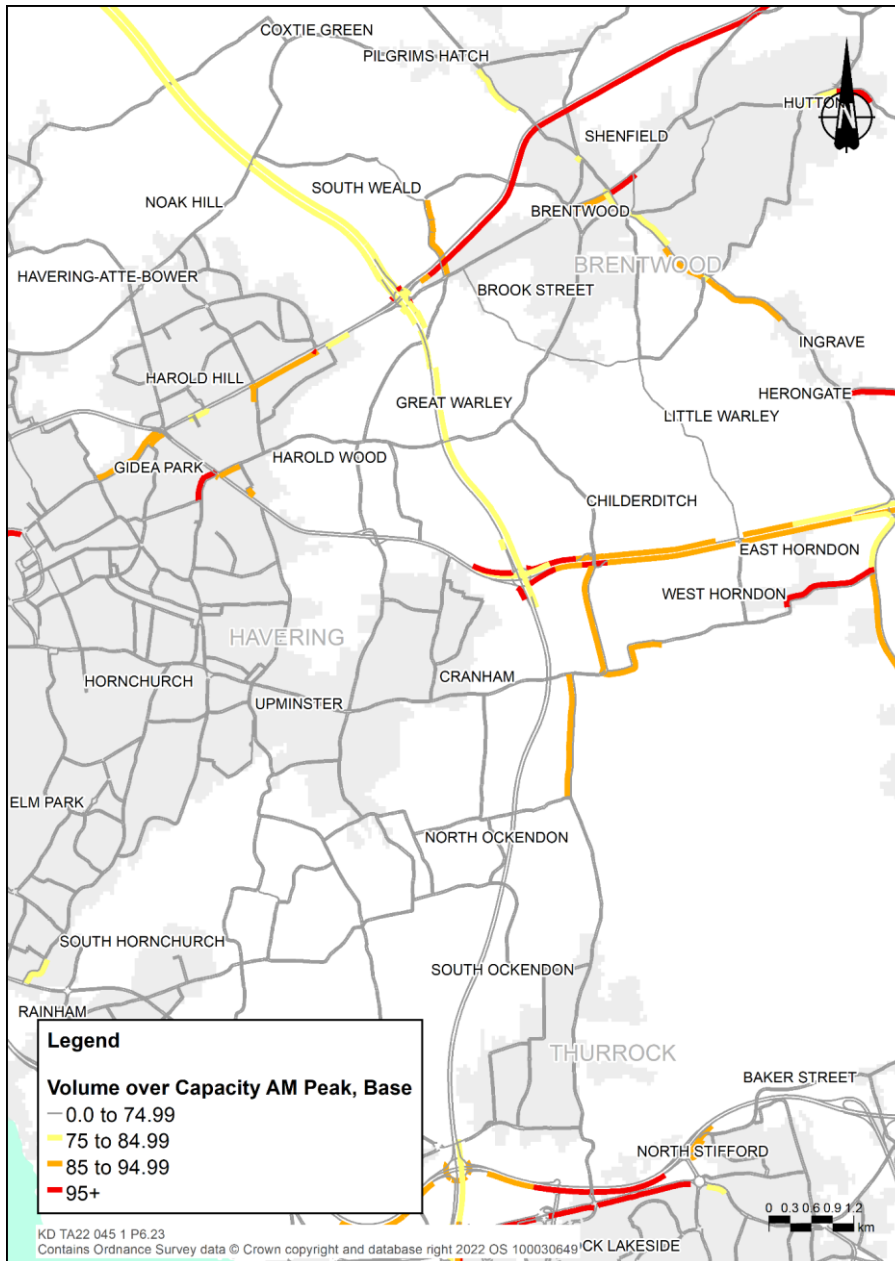 COXTIE GREEN
PILGRIMS HATCH
HUTTON
N
SHENFIELD
SOUTH WEALD
NOAK HILL
BRENTWOOD
BRENTWOOD
HAVERING-ATTE-BOWER
BROOK STREET
INGRAVE
HAROLD HILL
HERONGATE
GREAT WARLEY
LITTLE WARLEY
HAROLD WOOD
GIDEA PARK
CHILDERDITCH
EAST HORNDON
WEST HORNDON
HAVERING
CRANHAM
HORNCHURCH
UPMINSTER
ELM PARK
NORTH OCKENDON
SOUTH HORNCHURCH
SOUTH OCKENDON
RAINHAM
THURROCK
BAKER STREET
NORTH STIFFORD
Legend
Volume over Capacity AM Peak, Base
0.0 to 74.99
75 to 84.99
85 to 94.99
95+
0 0.3 0.6 0.9 1.2
km
KD TA22 045 1 P6.23
Contains Ordnance Survey data © Crown copyright and database right 2022 OS 100030649
CK LAKESIDE